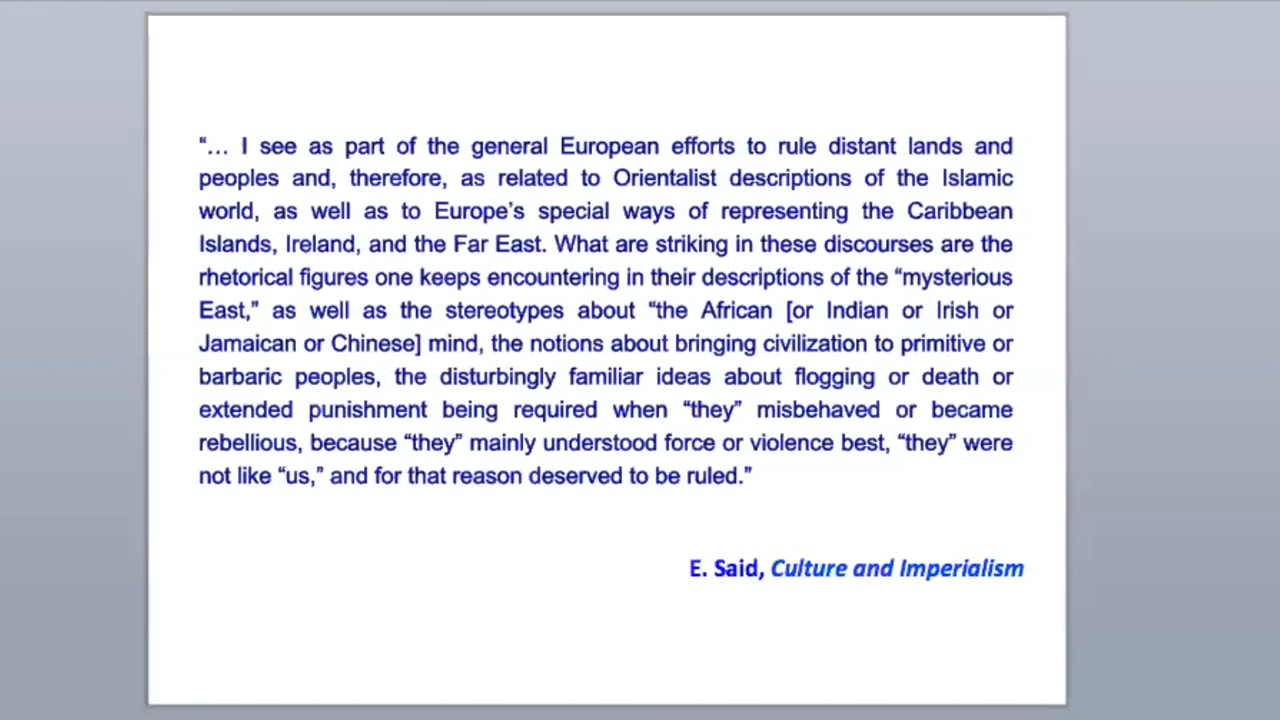 “... I see as part of the general European efforts to rule distant lands and
peoples and, therefore, as related to Orientalist descriptions of the Islamic
world, as well as to Europe’s special ways of representing the Caribbean
Islands, Ireland, and the Far East. What are striking in these discourses are the
rhetorical figures one keeps encountering in their descriptions of the “mysterious
East,” as well as the stereotypes about “the African [or Indian or Irish or
Jamaican or Chinese] mind, the notions about bringing civilization to primitive or
barbaric peoples, the disturbingly familiar ideas about flogging or death or
extended punishment being required when “they” misbehaved or became
rebellious, because “they” mainly understood force or violence best, “they” were
not like “us,” and for that reason deserved to be ruled.”
E. Said, Culture and Imperialism